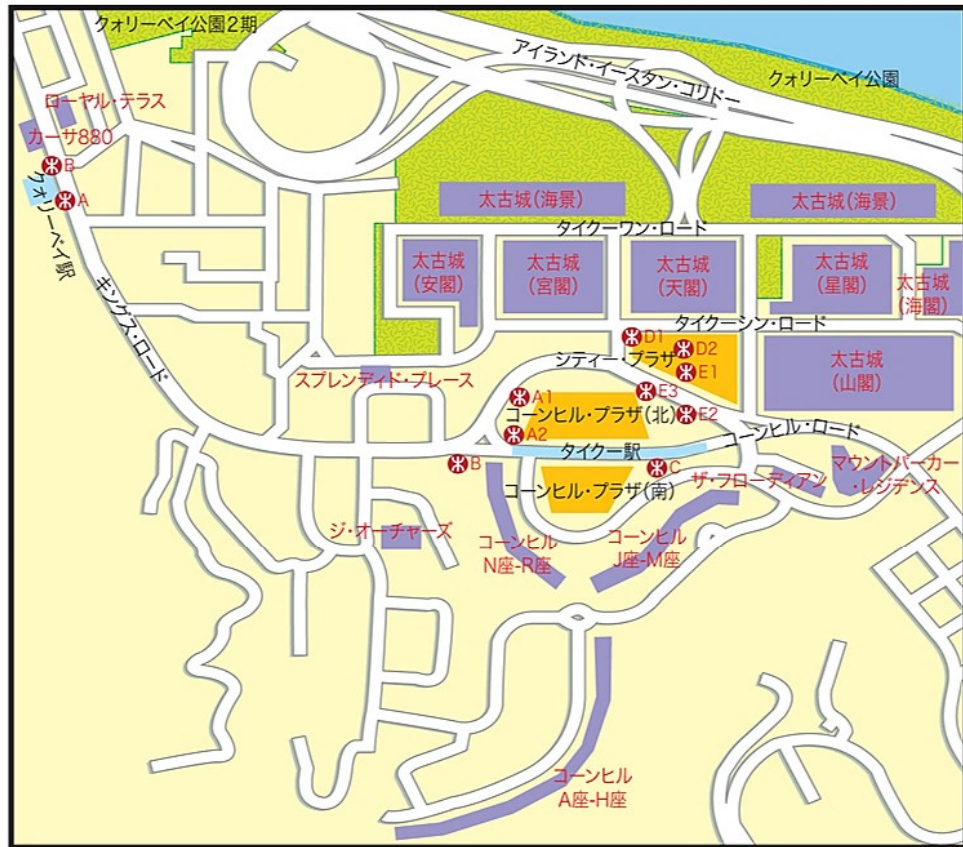 クォリーベイ公園2期
アイランド・イースタン・コリドー
クォリーベイ公園
ローヤル・テラス
カーサ880
B
A
クォリーベイ駅
キングス・ロード
太古城(海景)
太古城(海景)
タイクーワン・ロード
太古城
(安閣)
太古城
(宮閣)
太古城
(天閣)
太古城
(星閣)
太古城
(海閣)
タイクーシン・ロード
D1
D2
シティー・プラザ
E1
太古城
(山閣)
スプレンディド・プレース
A1
E3
コーンヒル・プラザ(北)
E2
A2
コーンヒル・ロード
タイクー駅
B
C
ザ・フローディアン
マウントパーカー
・レジデンス
コーンヒル・プラザ(南)
ジ・オーチャーズ
コーンヒル
N座-R座
コーンヒル
J座-M座
コーンヒル
A座-H座